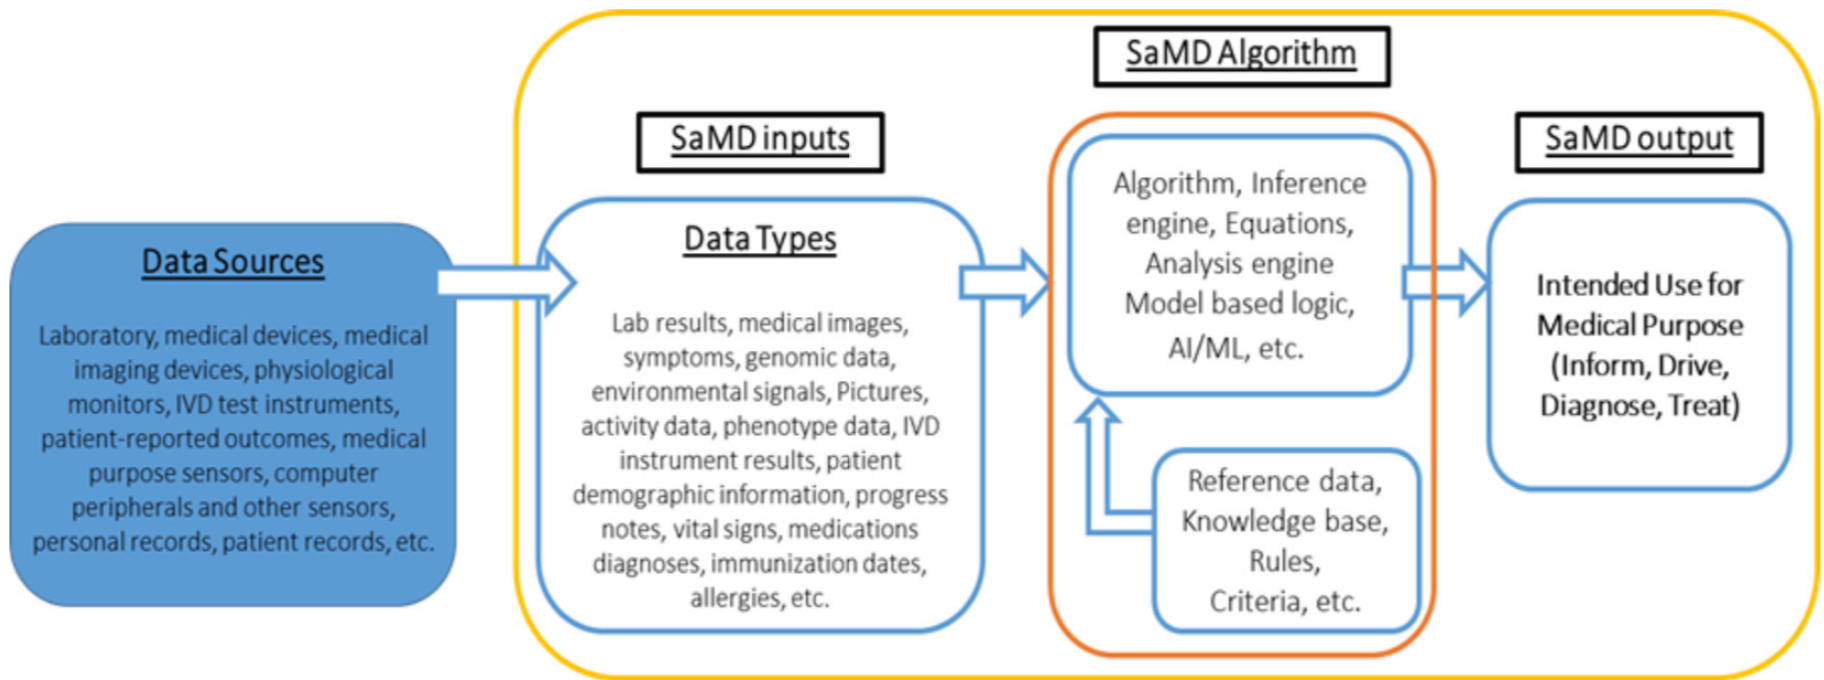 SaMD Algorithm
SaMD inputs
SaMD output
Data Sources
Laboratory, medical devices, medical
imaging devices, physiological
monitors, IVD test instruments,
patient-reported outcomes, medical
purpose sensors, computer
peripherals and other sensors,
personal records, patient records, etc.
Data Types
Lab results, medical images,
symptoms, genomic data,
environmental signals, Pictures,
activity data, phenotype data, IVD
instrument results, patient
demographic information, progress
notes, vital signs, medications
diagnoses, immunization dates,
allergies, etc.
Algorithm, Inference
engine, Equations,
Analysis engine
Model based logic,
AI/ML, etc.
Reference data,
Knowledge base,
Rules,
Criteria, etc.
Intended Use for
Medical Purpose
(Inform, Drive,
Diagnose, Treat)